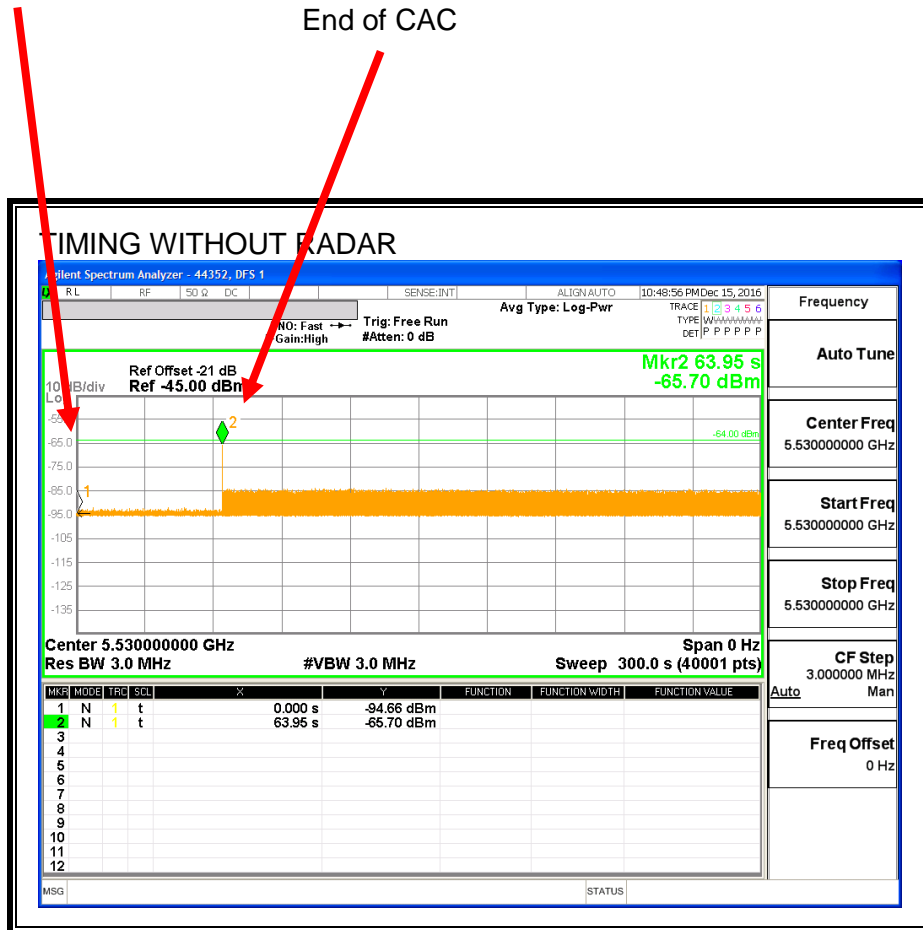 End of CAC
TIMING WITHOUT RADAR
Agilent Spectrum Analyzer - 44352, DFS 1
RL RF 50 Ω DC SENSE:INT ALIGN AUTO 10:48:56 PM Dec 15, 2016
NO: Fast Trig: Free Run Avg Type: Log-Pwr TRACE 1 2 3 4 5 6
Gain:High #Atten: 0 dB TYPE WWWWWW
DET P P P P P P
Mkr2 63.95 s
-65.70 dBm
Ref Offset -21 dB
10 dB/div Ref -45.00 dBm
-64.00 dBm
-65.0
-75.0
-85.0
-95.0
-105
-115
-125
-135
1
2
Center 5.530000000 GHz Span 0 Hz
Res BW 3.0 MHz #VBW 3.0 MHz Sweep 300.0 s (40001 pts)
MKR MODE TRC SCL X Y FUNCTION FUNCTION WIDTH FUNCTION VALUE
1 N 1 t 0.000 s -94.66 dBm
2 N 1 t 63.95 s -65.70 dBm
3
4
5
6
7
8
9
10
11
12
MSG STATUS
Frequency
Auto Tune
Center Freq
5.530000000 GHz
Start Freq
5.530000000 GHz
Stop Freq
5.530000000 GHz
CF Step
3.000000 MHz
Auto Man
Freq Offset
0 Hz